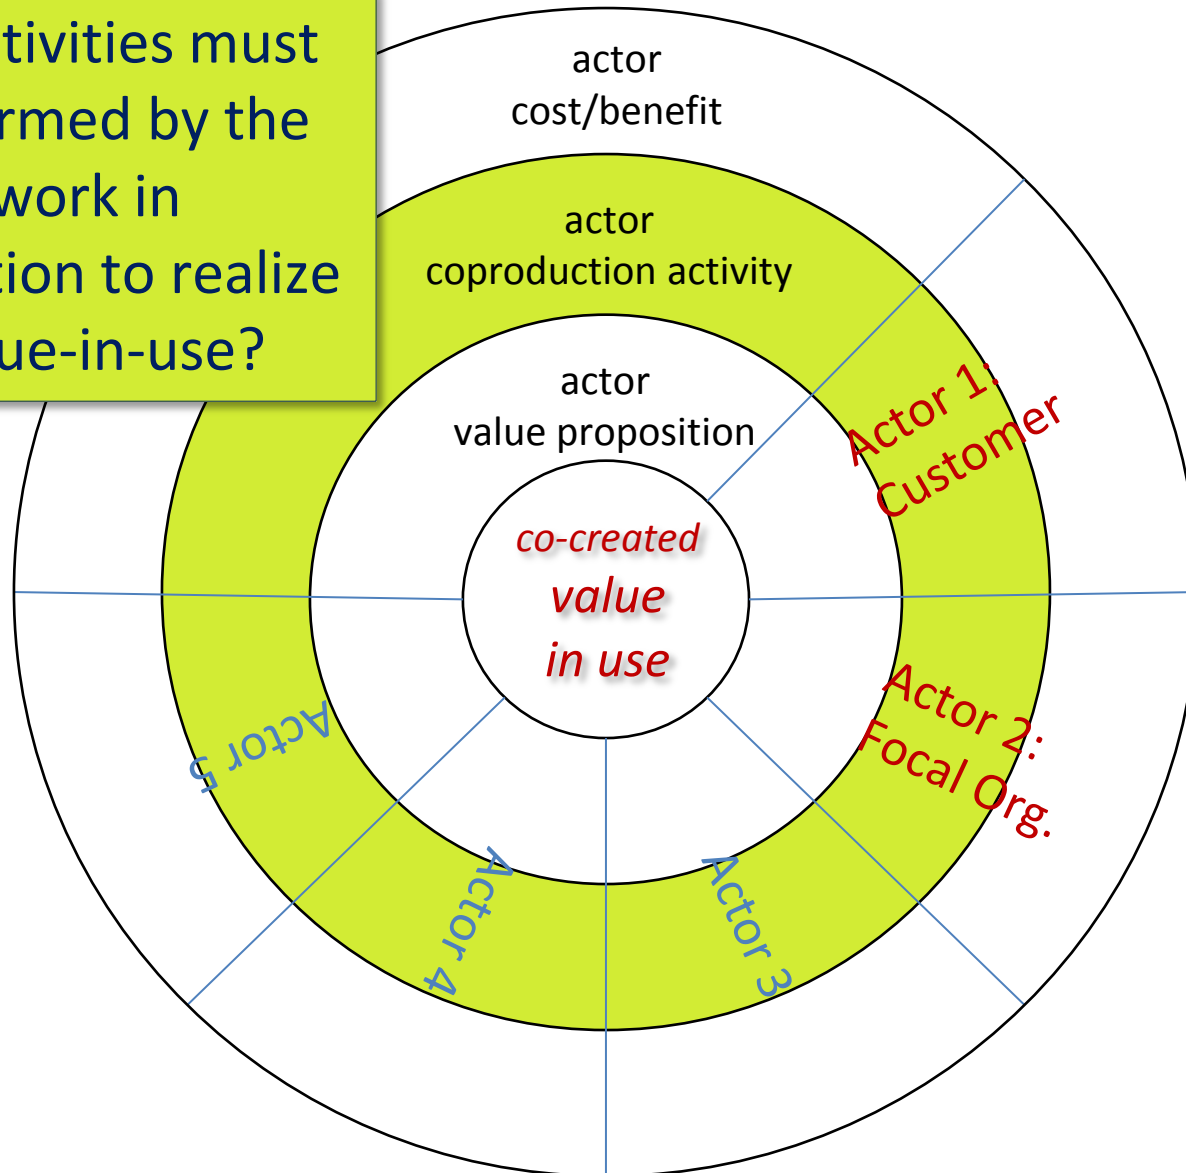 tivities must
rmed by the
work in
tion to realize
ue-in-use?
actor
cost/benefit
actor
coproduction activity
actor
value proposition
co-created
value
in use
Actor 1:
Customer
Actor 2:
Focal Org.
Actor 3
Actor 4
Actor 5